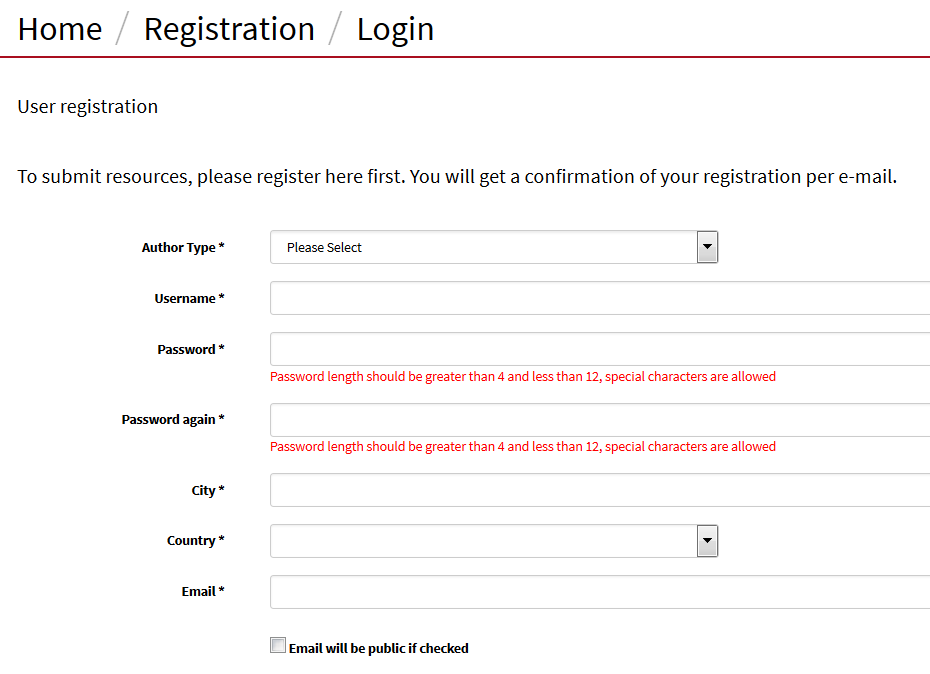 Home / Registration / Login
User registration
To submit resources, please register here first. You will get a confirmation of your registration per e-mail.
Author Type * Please Select
Username *
Password *
Password length should be greater than 4 and less than 12, special characters are allowed
Password again *
Password length should be greater than 4 and less than 12, special characters are allowed
City *
Country *
Email *
Email will be public if checked